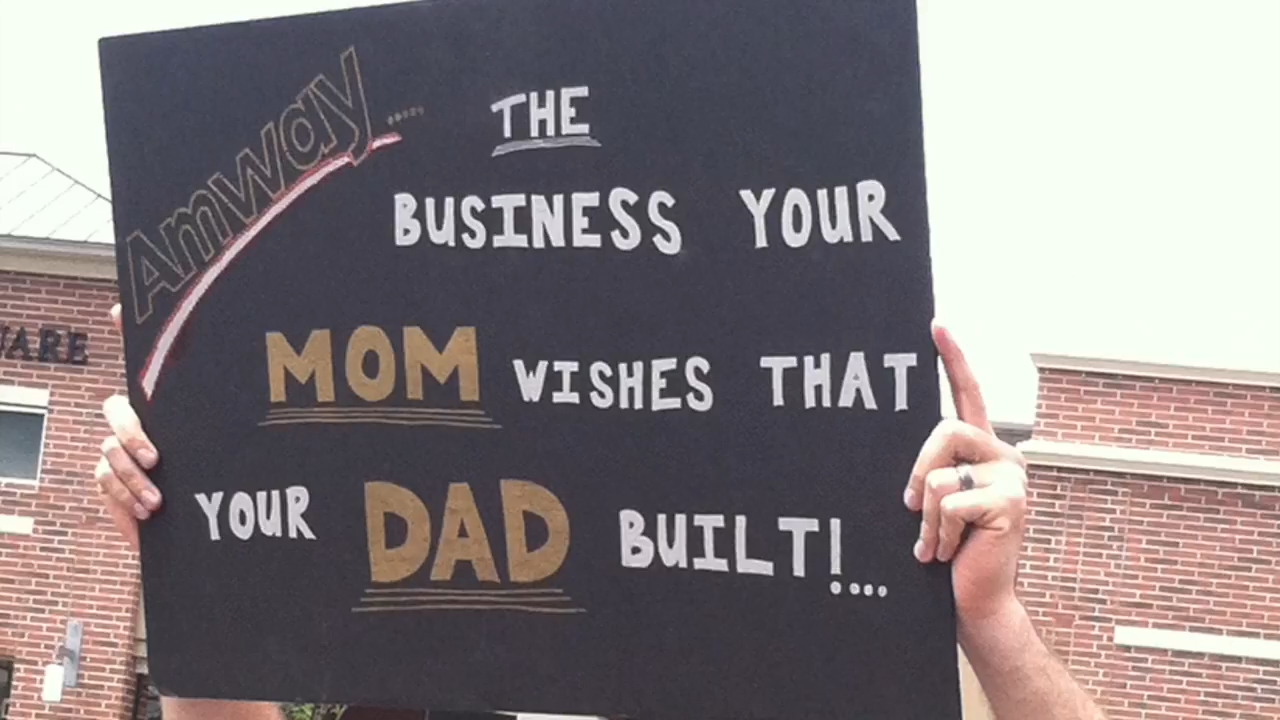 Amway.....
THE
BUSINESS YOUR
MOM WISHES THAT
YOUR DAD BUILT!...